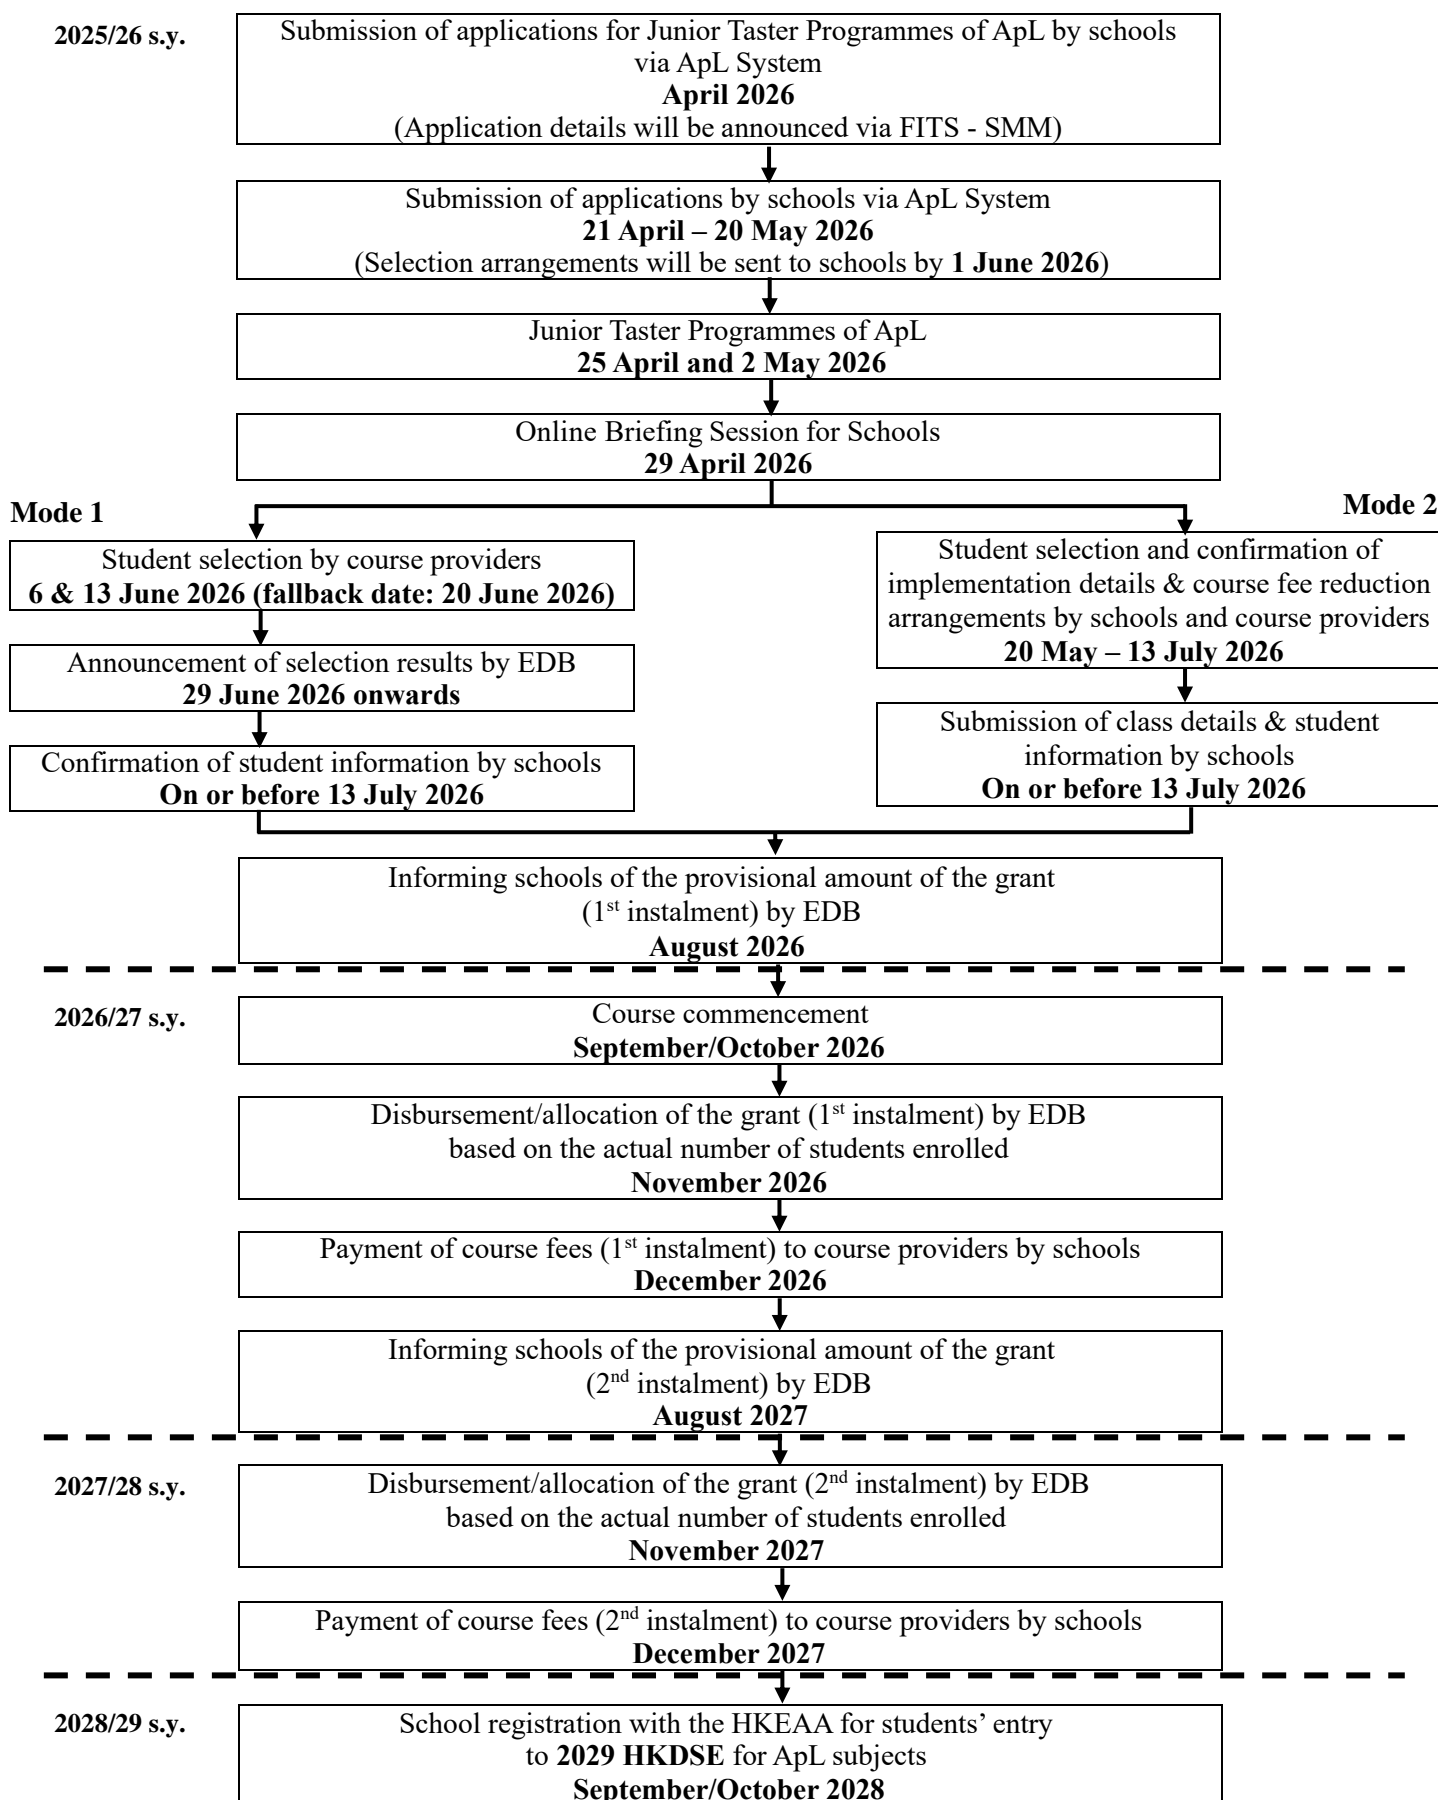 2025/26 s.y.
Submission of applications for Junior Taster Programmes of ApL by schools
via ApL System
April 2026
(Application details will be announced via FITS - SMM)
Submission of applications by schools via ApL System
21 April – 20 May 2026
(Selection arrangements will be sent to schools by 1 June 2026)
Junior Taster Programmes of ApL
25 April and 2 May 2026
Online Briefing Session for Schools
29 April 2026
Mode 1
Student selection by course providers
6 & 13 June 2026 (fallback date: 20 June 2026)
Announcement of selection results by EDB
29 June 2026 onwards
Confirmation of student information by schools
On or before 13 July 2026
Mode 2
Student selection and confirmation of
implementation details & course fee reduction
arrangements by schools and course providers
20 May – 13 July 2026
Submission of class details & student
information by schools
On or before 13 July 2026
Informing schools of the provisional amount of the grant
(1st instalment) by EDB
August 2026
2026/27 s.y.
Course commencement
September/October 2026
Disbursement/allocation of the grant (1st instalment) by EDB
based on the actual number of students enrolled
November 2026
Payment of course fees (1st instalment) to course providers by schools
December 2026
Informing schools of the provisional amount of the grant
(2nd instalment) by EDB
August 2027
2027/28 s.y.
Disbursement/allocation of the grant (2nd instalment) by EDB
based on the actual number of students enrolled
November 2027
Payment of course fees (2nd instalment) to course providers by schools
December 2027
2028/29 s.y.
School registration with the HKEAA for students’ entry
to 2029 HKDSE for ApL subjects
September/October 2028